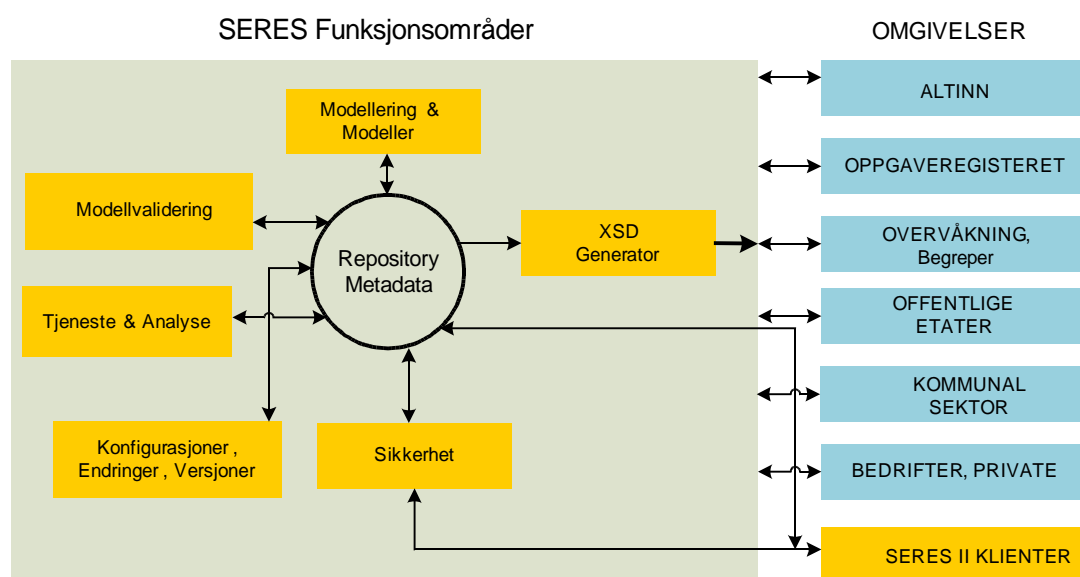 SERES Funksjonsområder
OMGIVELSER
Modellering &
Modeller
Modellvalidering
Tjeneste & Analyse
Konfigurasjoner ,
Endringer , Versjoner
Repository
Metadata
XSD
Generator
Sikkerhet
ALTINN
OPPGAVEREGISTERET
OVERVÅKNING,
Begreper
OFFENTLIGE
ETATER
KOMMUNAL
SEKTOR
BEDRIFTER, PRIVATE
SERES II KLIENTER